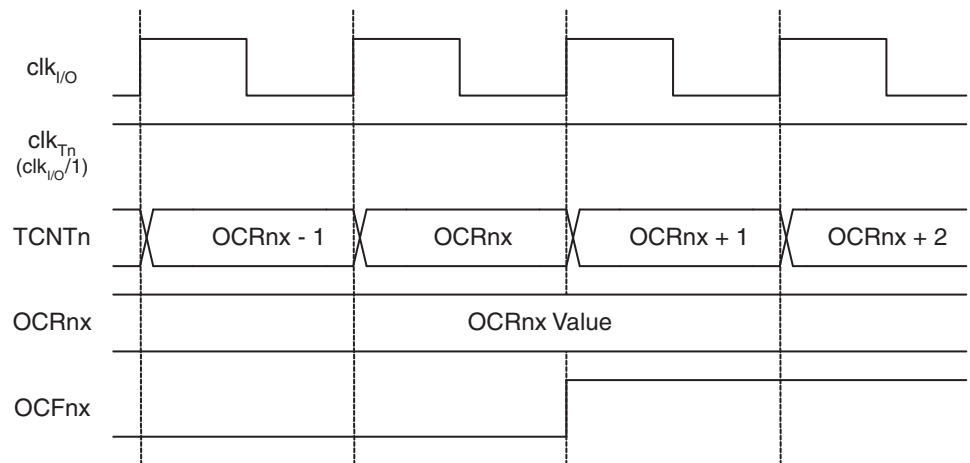 clkI/O
clkTn
(clkI/O/1)
TCNTn
OCRnx - 1
OCRnx
OCRnx + 1
OCRnx + 2
OCRnx
OCRnx Value
OCFnx